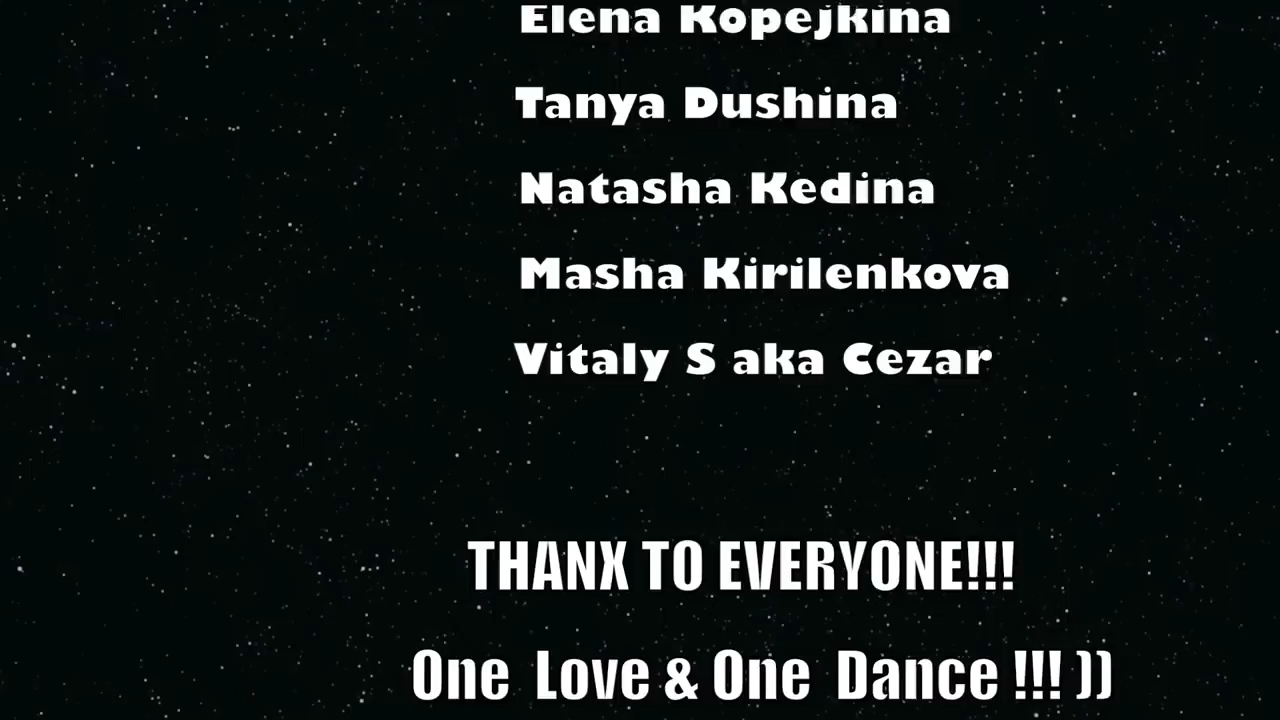 Elena Kopejkina
Tanya Dushina
Natasha Kedina
Masha Kirilenkova
Vitaly S aka Cezar
THANX TO EVERYONE!!!
One Love & One Dance !!! ))